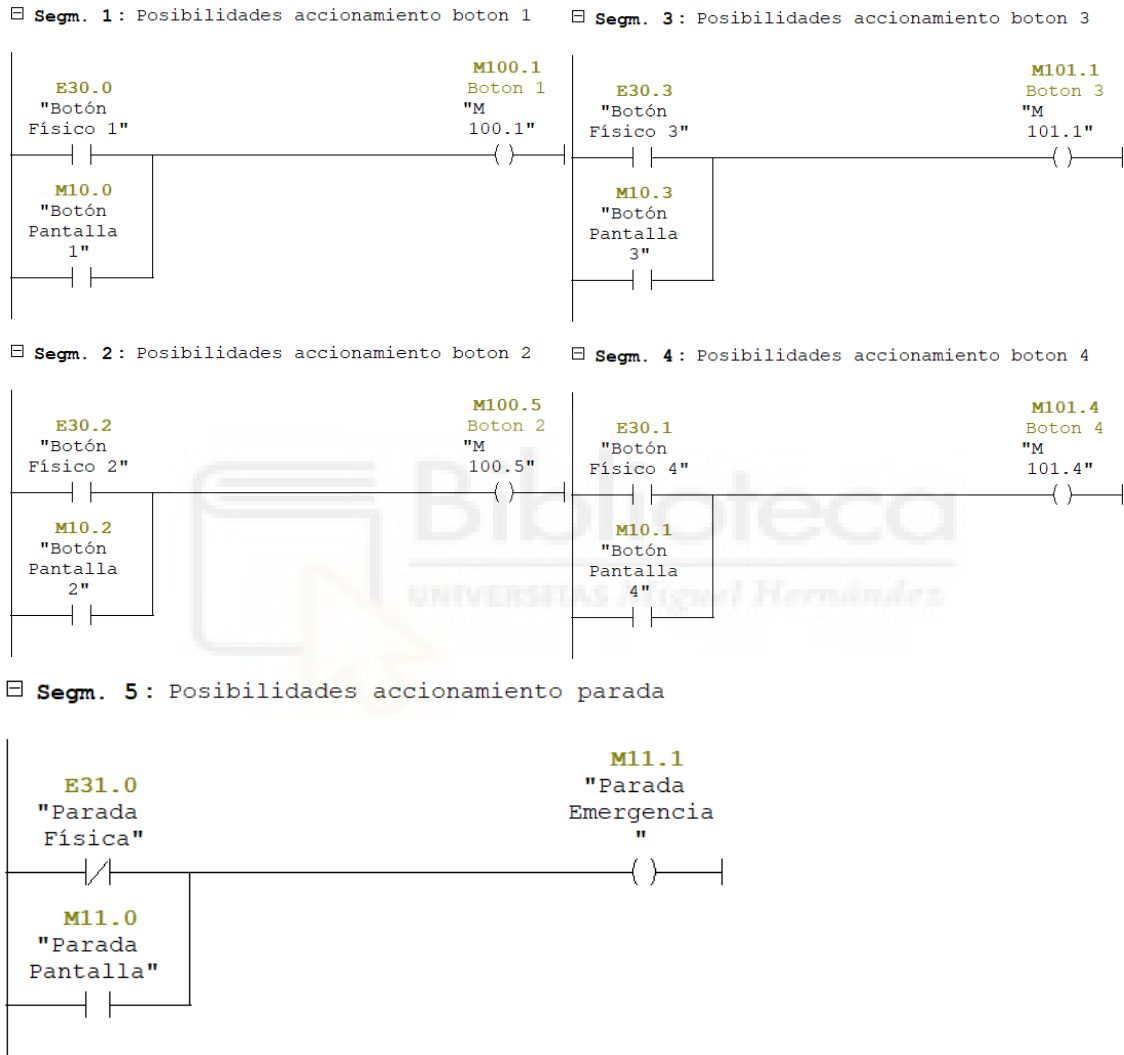 Segm. 1: Posibilidades accionamiento boton 1
E30.0
"Botón
Físico 1"
M100.1
Boton 1
"M
100.1"
M10.0
"Botón
Pantalla
1"
Segm. 3: Posibilidades accionamiento boton 3
E30.3
"Botón
Físico 3"
M101.1
Boton 3
"M
101.1"
M10.3
"Botón
Pantalla
3"
Segm. 2: Posibilidades accionamiento boton 2
E30.2
"Botón
Físico 2"
M100.5
Boton 2
"M
100.5"
M10.2
"Botón
Pantalla
2"
Segm. 4: Posibilidades accionamiento boton 4
E30.1
"Botón
Físico 4"
M101.4
Boton 4
"M
101.4"
M10.1
"Botón
Pantalla
4"
Biblioteca
UNIVERSITAS Miguel Hernández
Segm. 5: Posibilidades accionamiento parada
E31.0
"Parada
Física"
M11.1
"Parada
Emergencia
"
M11.0
"Parada
Pantalla"